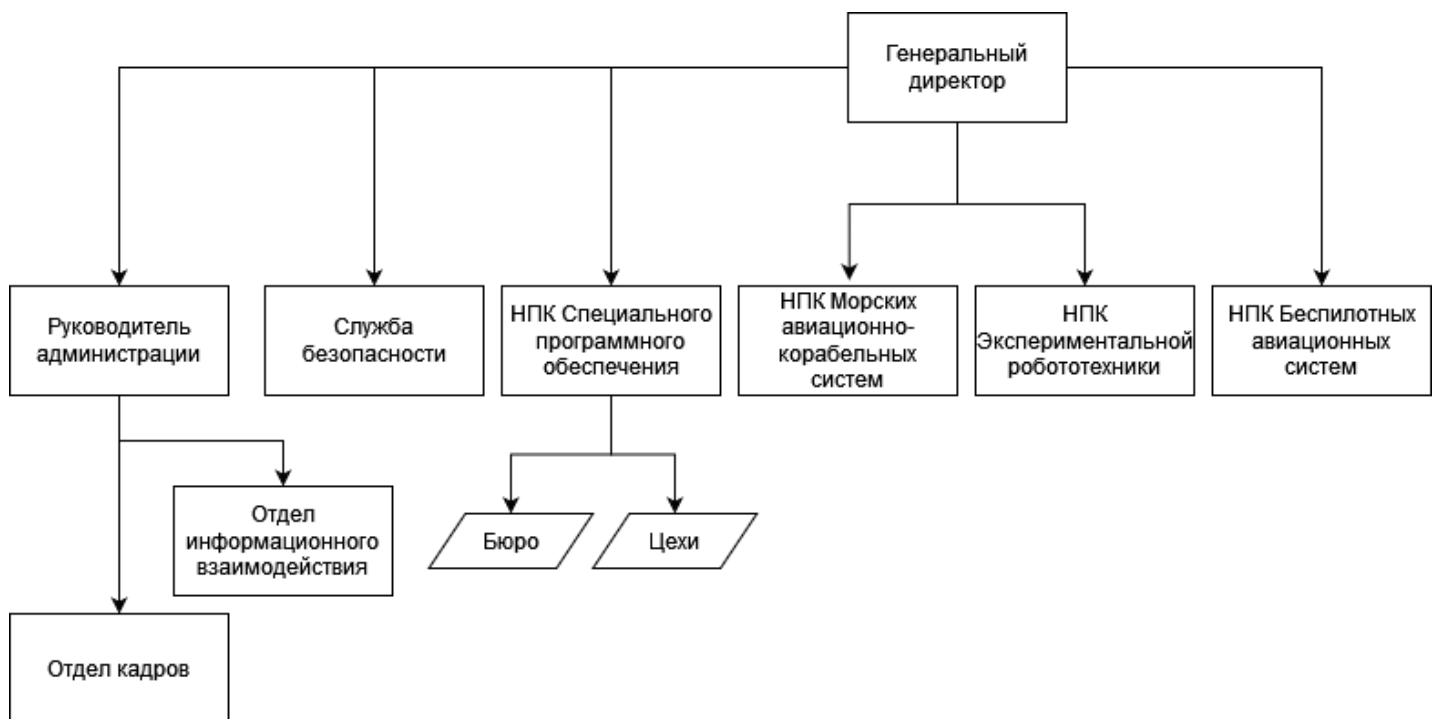 Генеральный
директор
Руководитель
администрации
Служба
безопасности
НПК Специального
программного
обеспечения
НПК Морских
авиационно-
корабельных
систем
НПК
Экспериментальной
робототехники
НПК Беспилотных
авиационных
систем
Отдел
информационного
взаимодействия
Бюро
Цехи
Отдел кадров